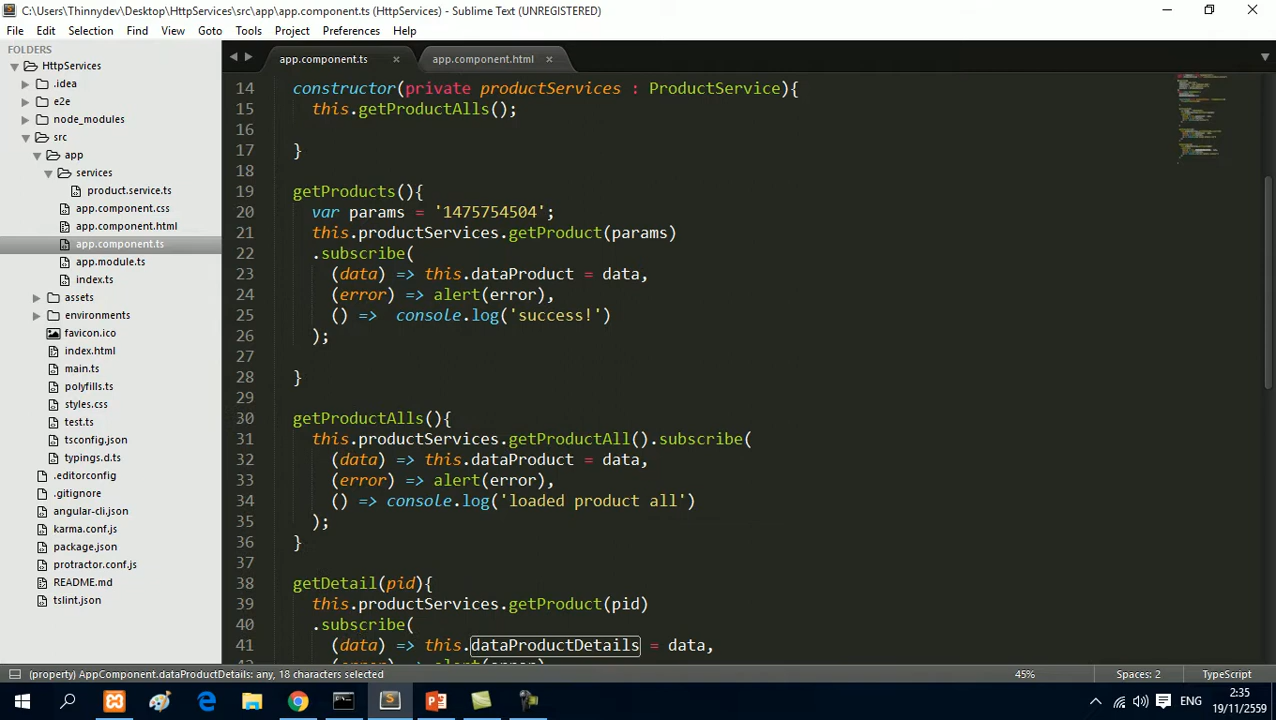 C:\Users\Thinnydev\Desktop\HttpServices\src\app\app.component.ts (HttpServices) - Sublime Text (UNREGISTERED)
File Edit Selection Find View Goto Tools Project Preferences Help
FOLDERS
HttpServices
.idea
e2e
node_modules
src
app
services
product.service.ts
app.component.css
app.component.html
app.component.ts
app.module.ts
index.ts
assets
environments
favicon.ico
index.html
main.ts
polyfills.ts
styles.css
test.ts
tsconfig.json
typings.d.ts
.editorconfig
.gitignore
angular-cli.json
karma.conf.js
package.json
protractor.conf.js
README.md
tslint.json
app.component.ts × app.component.html ×
14 constructor(private productServices : ProductService){
15 this.getProductAlls();
16
17 }
18
19 getProducts(){
20 var params = '1475754504';
21 this.productServices.getProduct(params)
22 .subscribe(
23 (data) => this.dataProduct = data,
24 (error) => alert(error),
25 () => console.log('success!')
26 );
27
28 }
29
30 getProductAlls(){
31 this.productServices.getProductAll().subscribe(
32 (data) => this.dataProduct = data,
33 (error) => alert(error),
34 () => console.log('loaded product all')
35 );
36 }
37
38 getDetail(pid){
39 this.productServices.getProduct(pid)
40 .subscribe(
41 (data) => this.dataProductDetails = data,
42 (error) => alert(error)
(property) AppComponent.dataProductDetails: any, 18 characters selected 45% Spaces: 2 TypeScript
ENG 2:35
19/11/2559